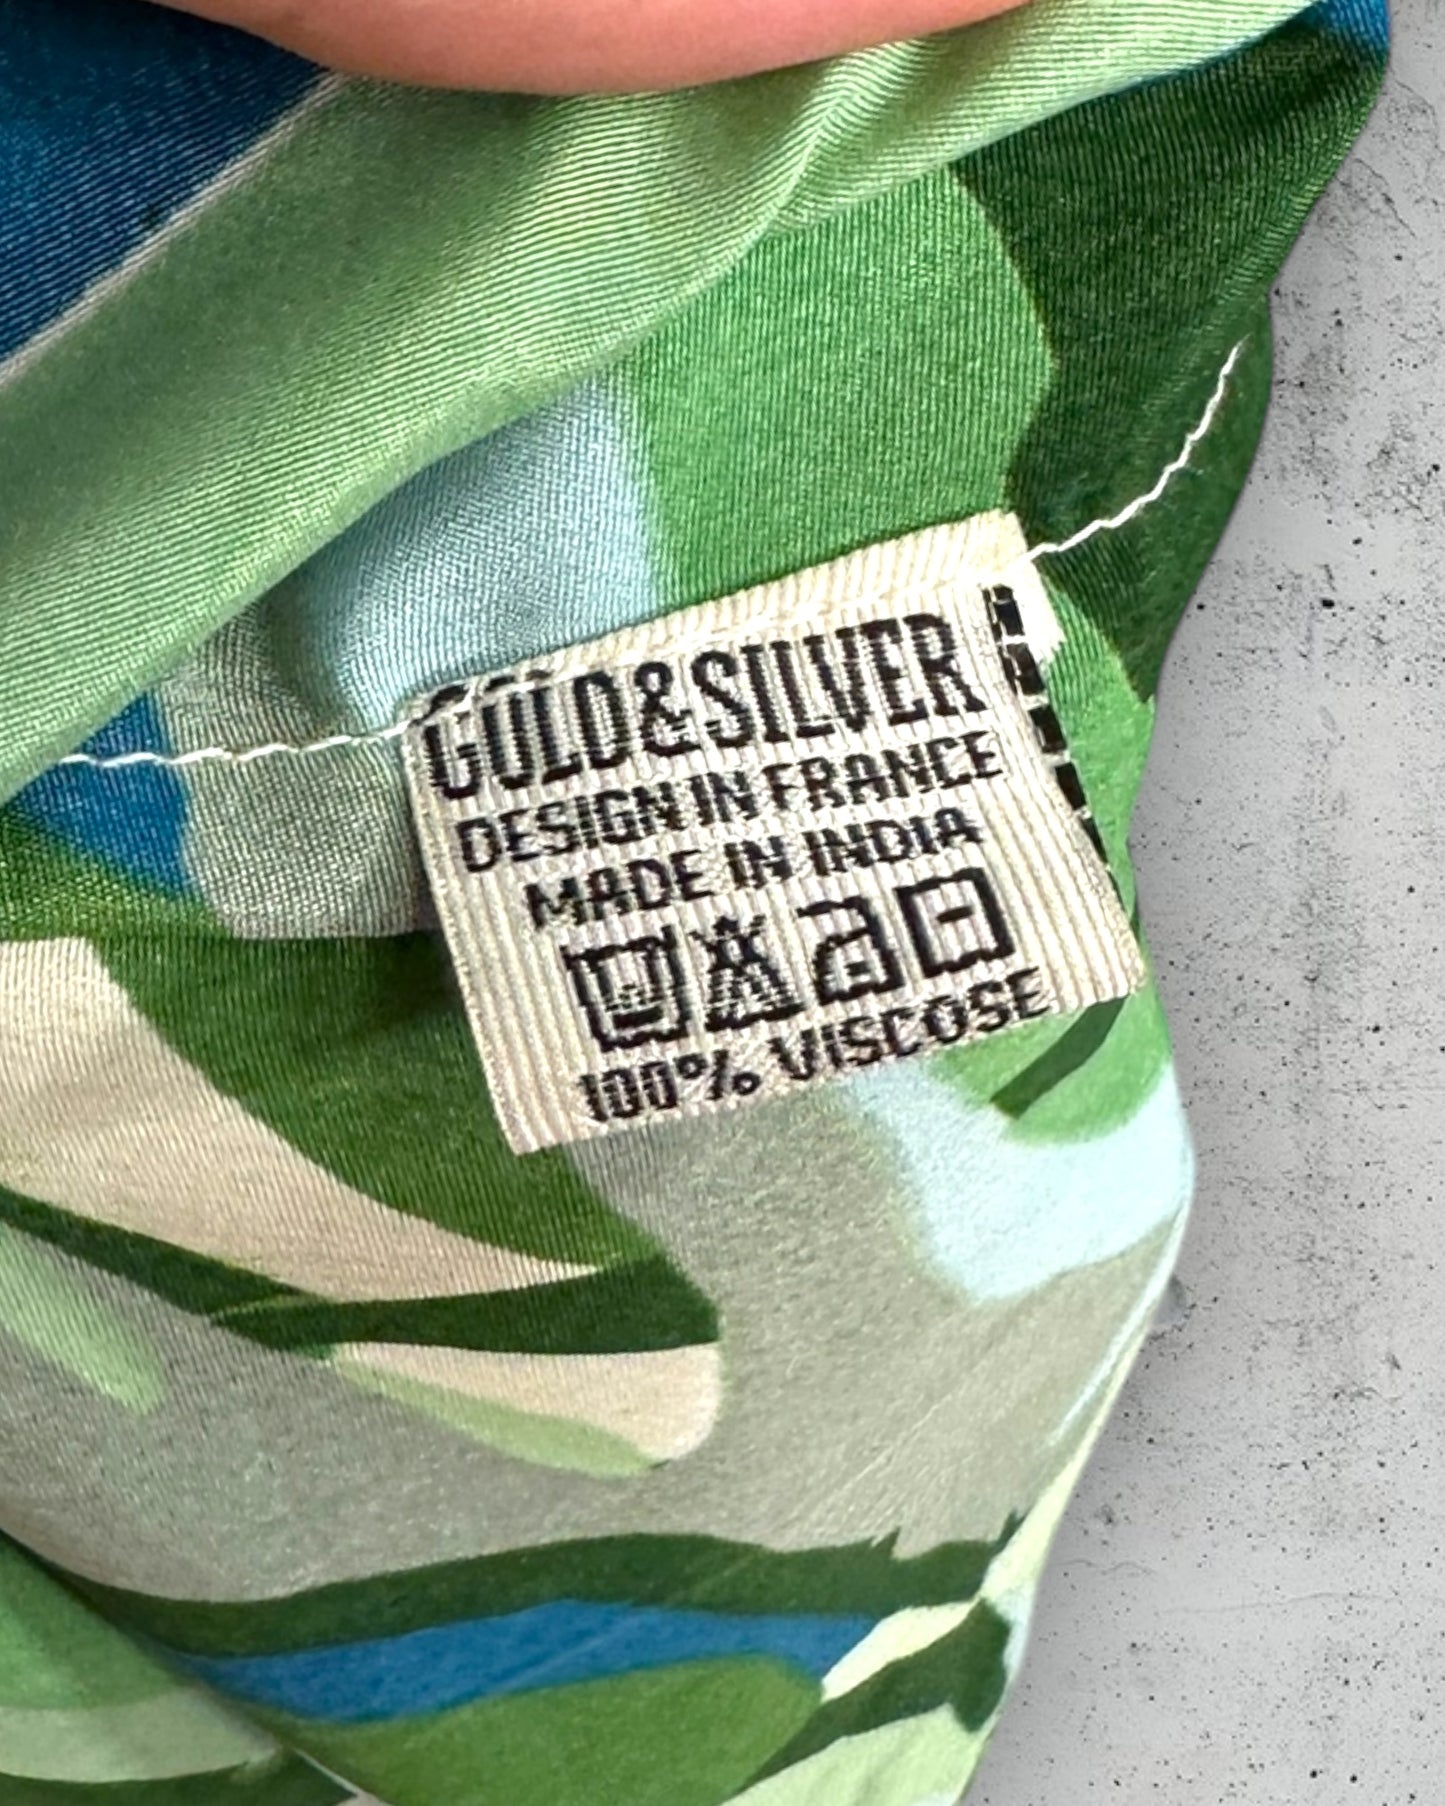 GOLD&SILVER
DESIGN IN FRANCE
MADE IN INDIA
100% VISCOSE